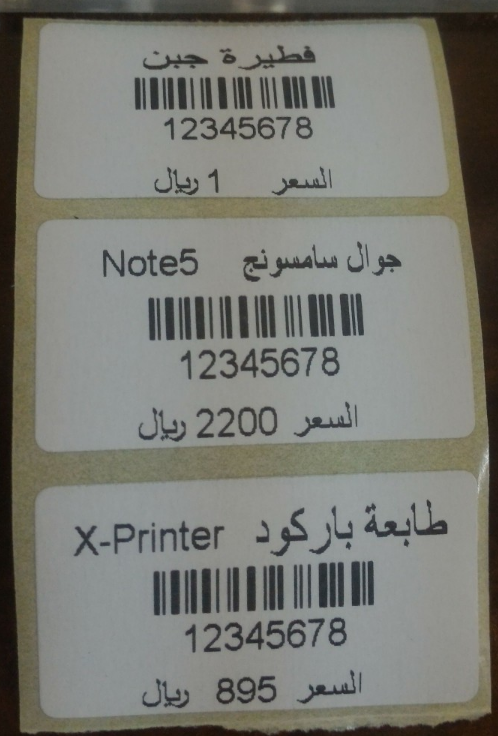 فطيرة جبن
12345678
السعر 1 ريال
جوال سامسونج Note5
12345678
السعر 2200 ريال
طابعة باركود X-Printer
12345678
السعر 895 ريال